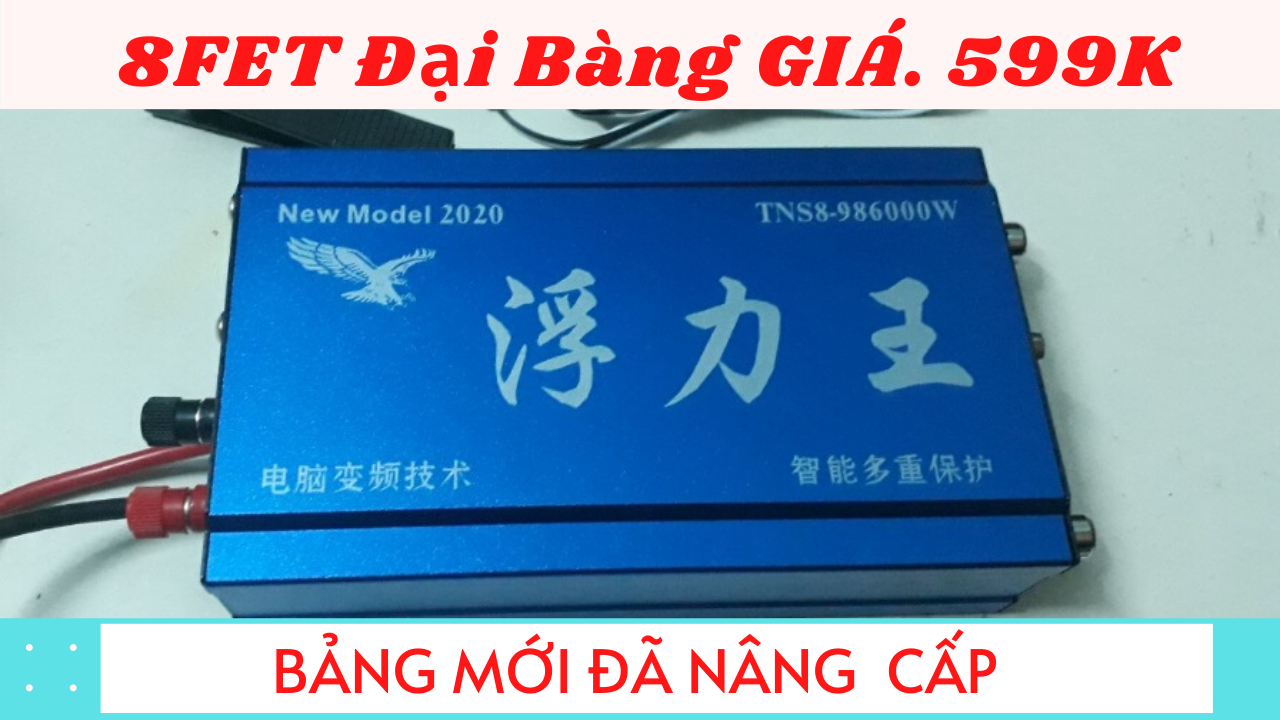 8FET Đại Bàng GIÁ. 599K
New Model 2020
TNS8-986000W
浮力王
电脑变频技术
智能多重保护
BẢNG MỚI ĐÃ NÂNG CẤP